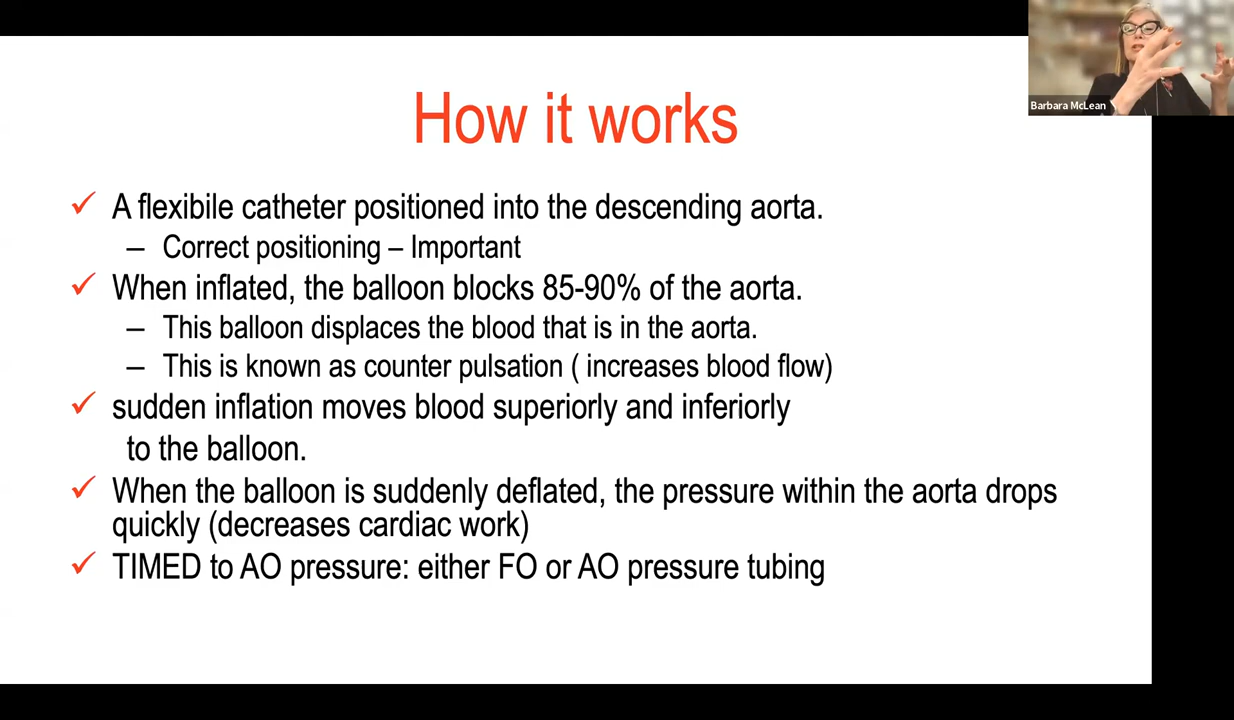 How it works
Barbara McLean
✓ A flexibile catheter positioned into the descending aorta.
– Correct positioning – Important
✓ When inflated, the balloon blocks 85-90% of the aorta.
– This balloon displaces the blood that is in the aorta.
– This is known as counter pulsation ( increases blood flow)
✓ sudden inflation moves blood superiorly and inferiorly
to the balloon.
✓ When the balloon is suddenly deflated, the pressure within the aorta drops
quickly (decreases cardiac work)
✓ TIMED to AO pressure: either FO or AO pressure tubing